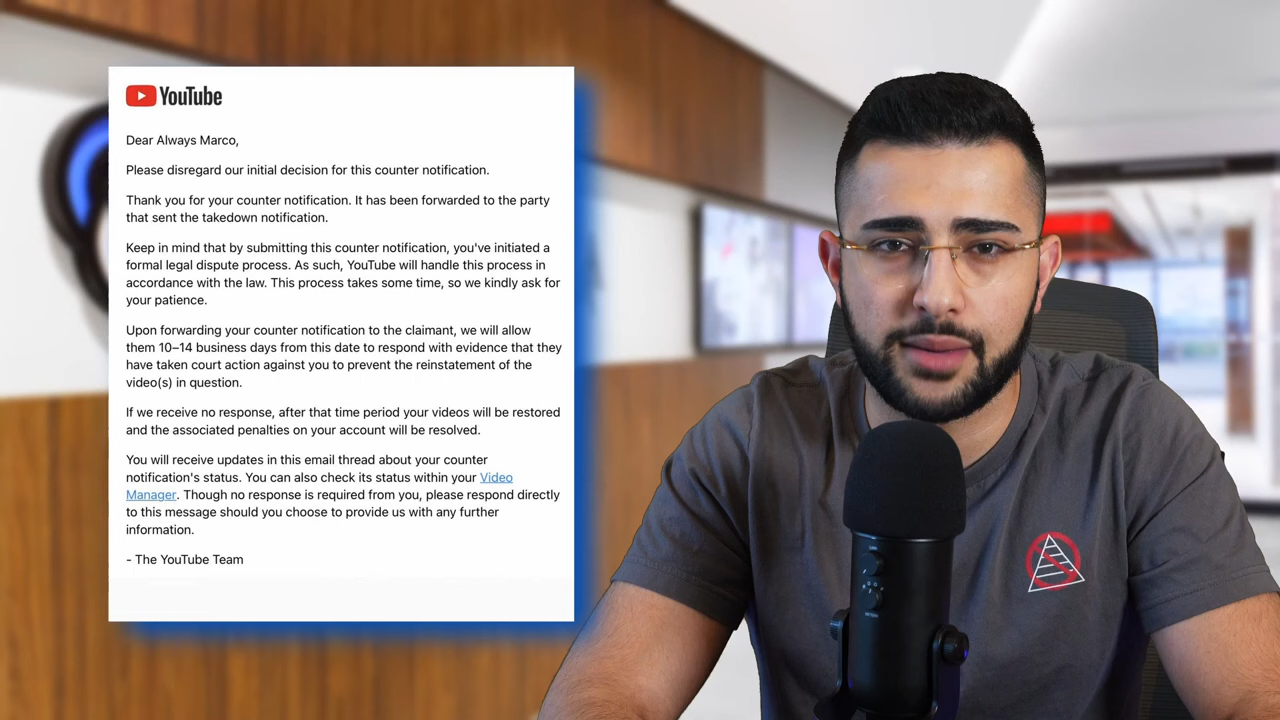 YouTube
Dear Always Marco,
Please disregard our initial decision for this counter notification.
Thank you for your counter notification. It has been forwarded to the party
that sent the takedown notification.
Keep in mind that by submitting this counter notification, you've initiated a
formal legal dispute process. As such, YouTube will handle this process in
accordance with the law. This process takes some time, so we kindly ask for
your patience.
Upon forwarding your counter notification to the claimant, we will allow
them 10–14 business days from this date to respond with evidence that they
have taken court action against you to prevent the reinstatement of the
video(s) in question.
If we receive no response, after that time period your videos will be restored
and the associated penalties on your account will be resolved.
You will receive updates in this email thread about your counter
notification's status. You can also check its status within your Video
Manager. Though no response is required from you, please respond directly
to this message should you choose to provide us with any further
information.
- The YouTube Team